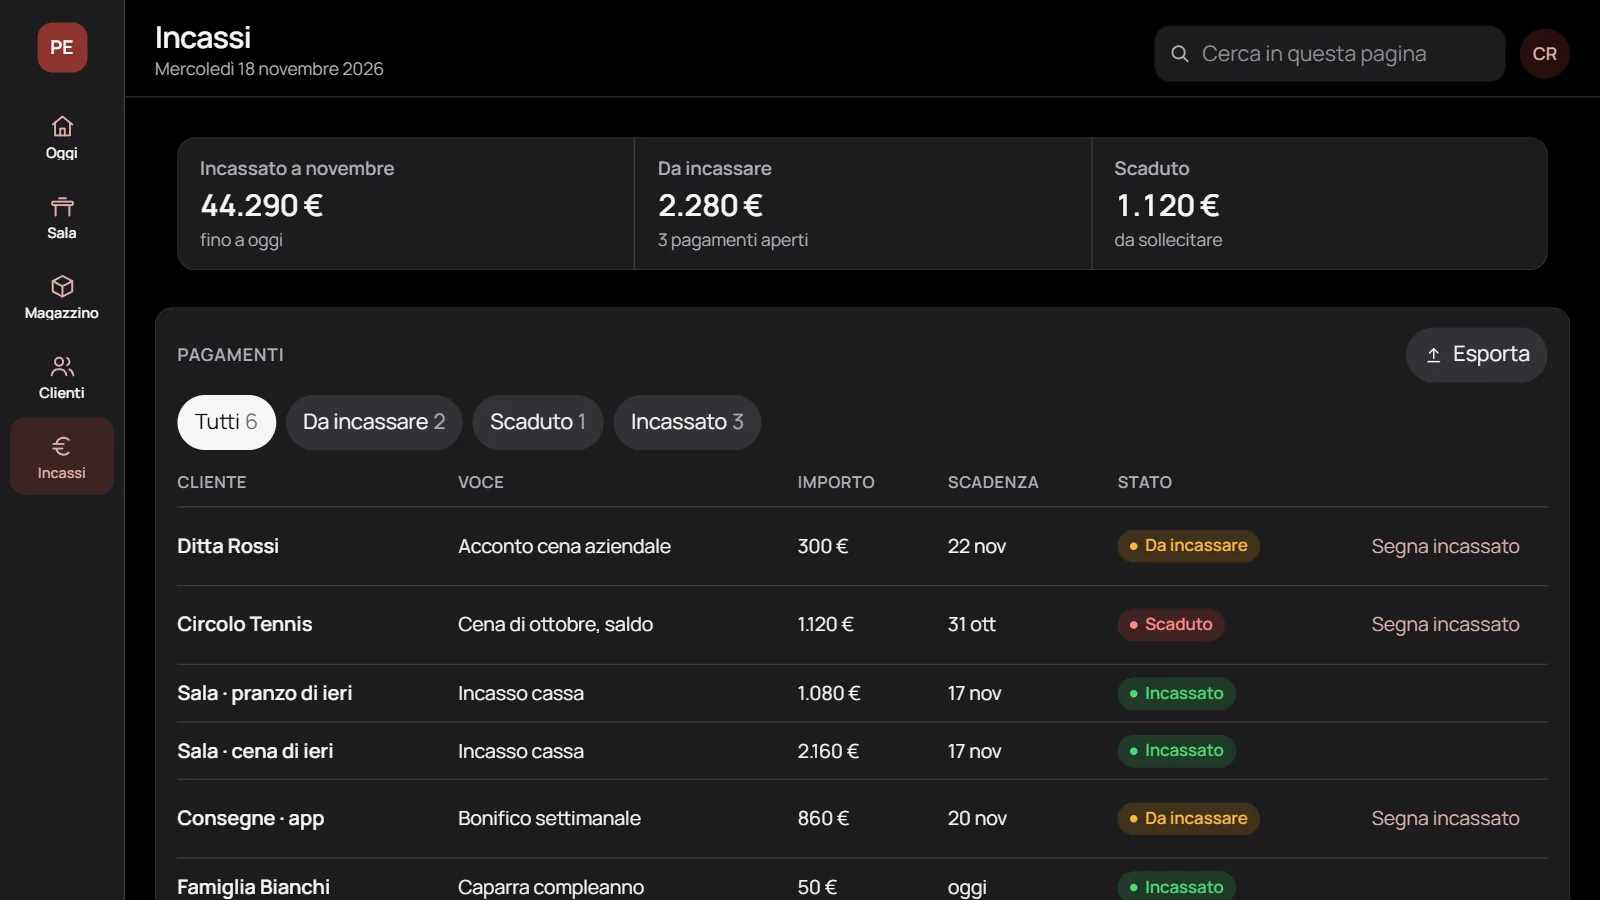 PE
Oggi
Sala
Magazzino
Clienti
Incassi
Incassi
Mercoledì 18 novembre 2026
Cerca in questa pagina
CR
Incassato a novembre
44.290 €
fino a oggi
Da incassare
2.280 €
3 pagamenti aperti
Scaduto
1.120 €
da sollecitare
PAGAMENTI
Esporta
Tutti 6
Da incassare 2
Scaduto 1
Incassato 3
CLIENTE VOCE IMPORTO SCADENZA STATO
Ditta Rossi Acconto cena aziendale 300 € 22 nov Da incassare Segna incassato
Circolo Tennis Cena di ottobre, saldo 1.120 € 31 ott Scaduto Segna incassato
Sala · pranzo di ieri Incasso cassa 1.080 € 17 nov Incassato
Sala · cena di ieri Incasso cassa 2.160 € 17 nov Incassato
Consegne · app Bonifico settimanale 860 € 20 nov Da incassare Segna incassato
Famiglia Bianchi Caparra compleanno 50 € oggi Incassato